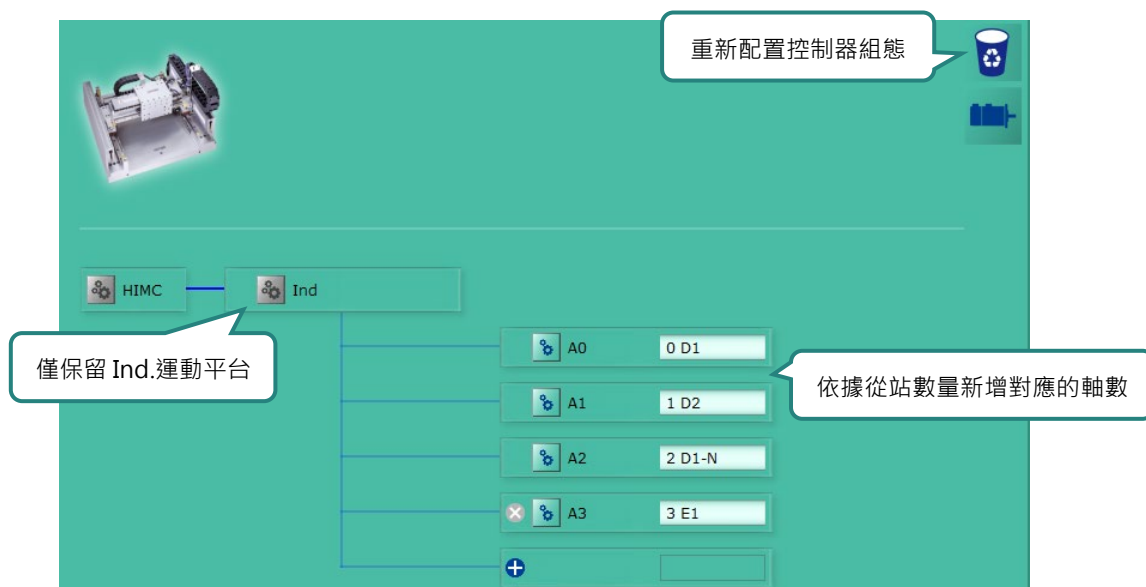 重新配置控制器組態
HIMC
Ind
僅保留 Ind.運動平台
A0
0 D1
依據從站數量新增對應的軸數
A1
1 D2
A2
2 D1-N
A3
3 E1